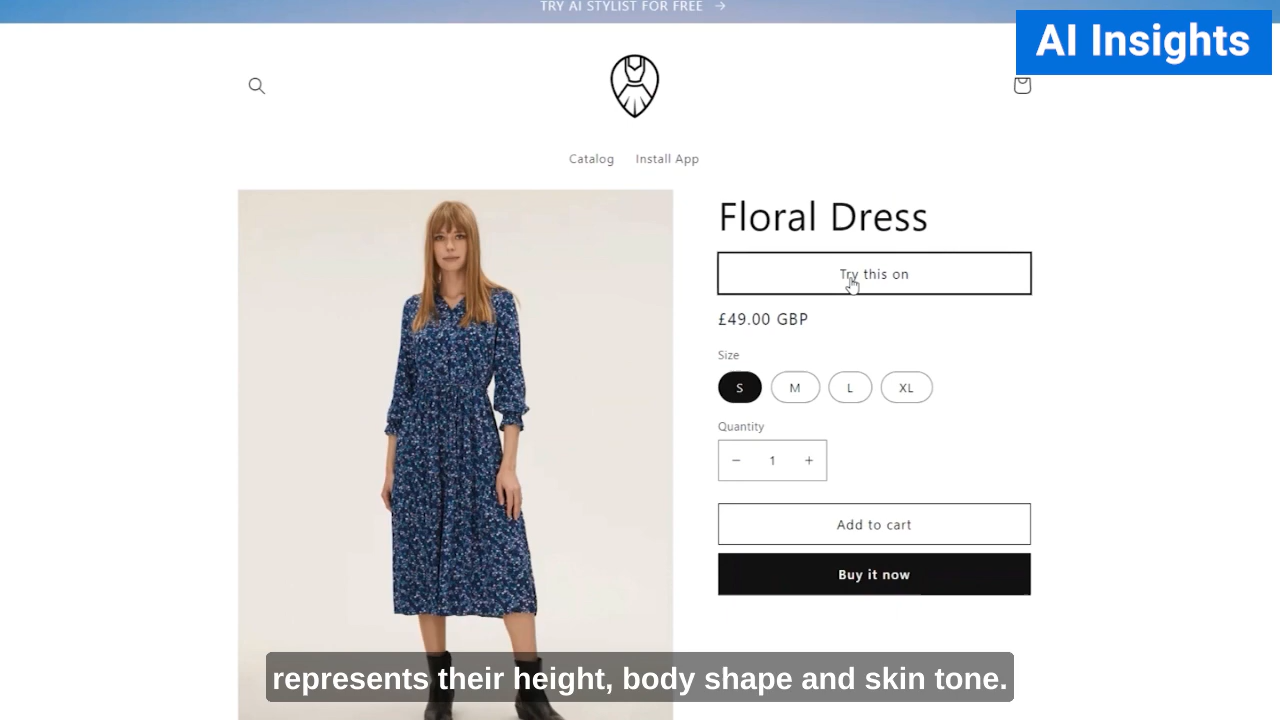 TRY AI STYLIST FOR FREE →
AI Insights
Catalog Install App
Floral Dress
Try this on
£49.00 GBP
Size
S M L XL
Quantity
− 1 +
Add to cart
Buy it now
represents their height, body shape and skin tone.